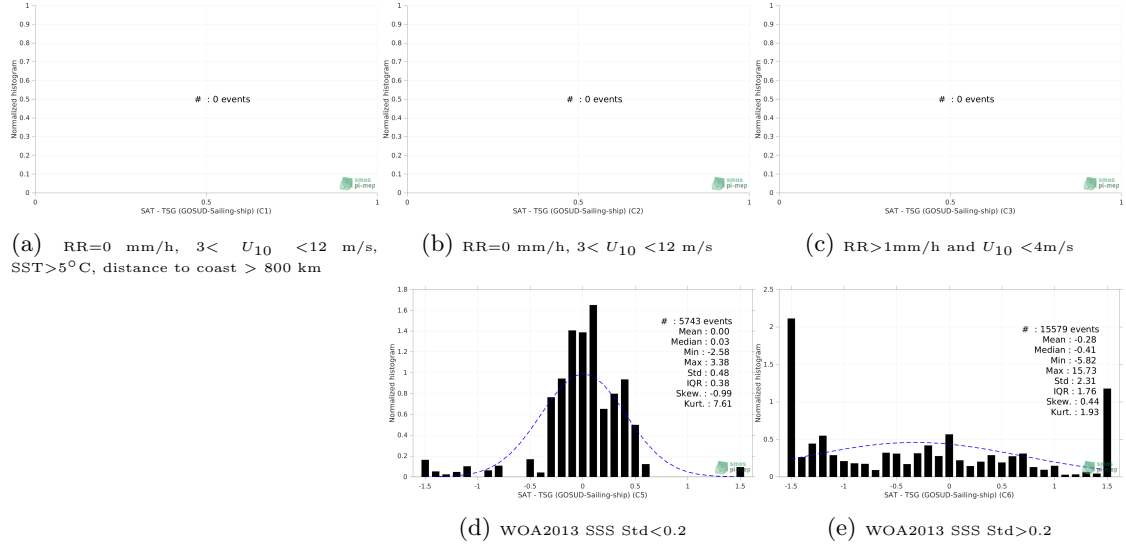 1
0.9
0.8
0.7
0.6
0.5
0.4
0.3
0.2
0.1
0
Normalized histogram
# : 0 events
smos
pi-mep
0 0.5 1
SAT - TSG (GOSUD-Sailing-ship) (C1)
(a) RR=0 mm/h, 3< U10 <12 m/s,
SST>5°C, distance to coast > 800 km
1
0.9
0.8
0.7
0.6
0.5
0.4
0.3
0.2
0.1
0
Normalized histogram
# : 0 events
smos
pi-mep
0 0.5 1
SAT - TSG (GOSUD-Sailing-ship) (C2)
(b) RR=0 mm/h, 3< U10 <12 m/s
1
0.9
0.8
0.7
0.6
0.5
0.4
0.3
0.2
0.1
0
Normalized histogram
# : 0 events
smos
pi-mep
0 0.5 1
SAT - TSG (GOSUD-Sailing-ship) (C3)
(c) RR>1mm/h and U10 <4m/s
1.8
1.6
1.4
1.2
1
0.8
0.6
0.4
0.2
0
Normalized histogram
# : 5743 events
Mean : 0.00
Median : 0.03
Min : -2.58
Max : 3.38
Std : 0.48
IQR : 0.38
Skew. : -0.99
Kurt. : 7.61
smos
pi-mep
-1.5 -1 -0.5 0 0.5 1 1.5
SAT - TSG (GOSUD-Sailing-ship) (C5)
(d) WOA2013 SSS Std<0.2
2.5
2
1.5
1
0.5
0
Normalized histogram
# : 15579 events
Mean : -0.28
Median : -0.41
Min : -5.82
Max : 15.73
Std : 2.31
IQR : 1.76
Skew. : 0.44
Kurt. : 1.93
smos
pi-mep
-1.5 -1 -0.5 0 0.5 1 1.5
SAT - TSG (GOSUD-Sailing-ship) (C6)
(e) WOA2013 SSS Std>0.2